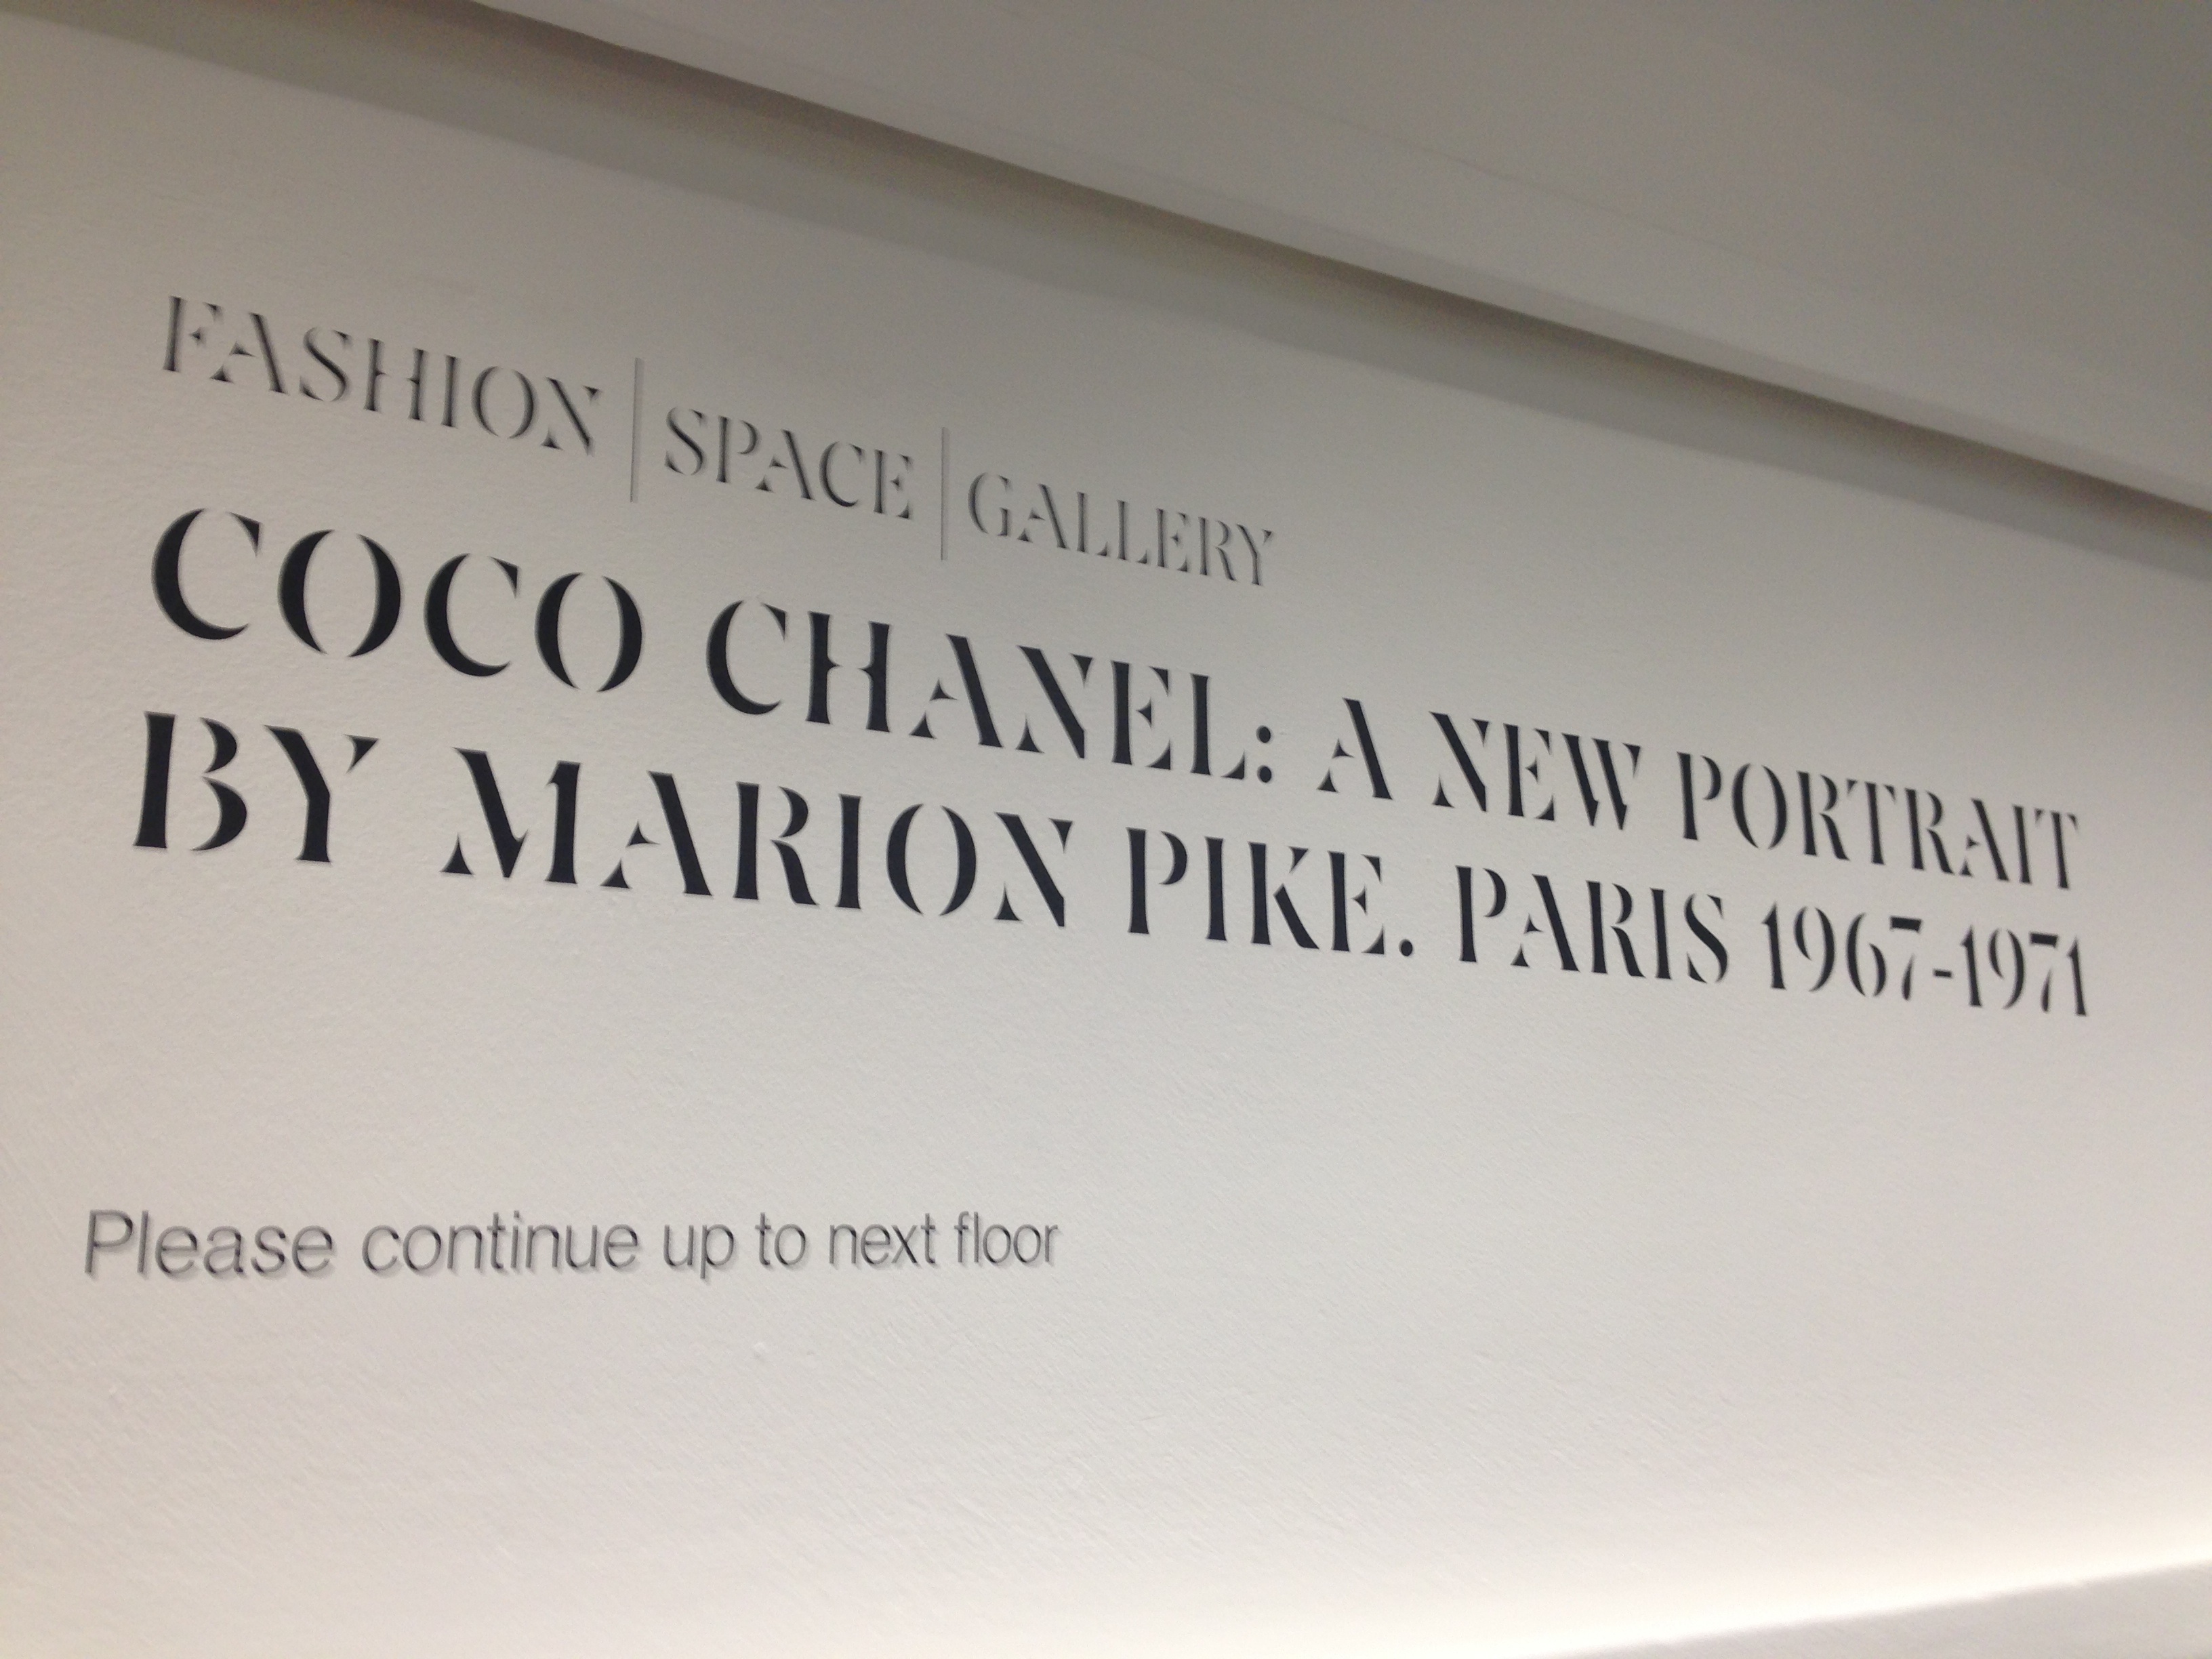 FASHION | SPACE | GALLERY
COCO CHANEL: A NEW PORTRAIT
BY MARION PIKE. PARIS 1967-1971
Please continue up to next floor